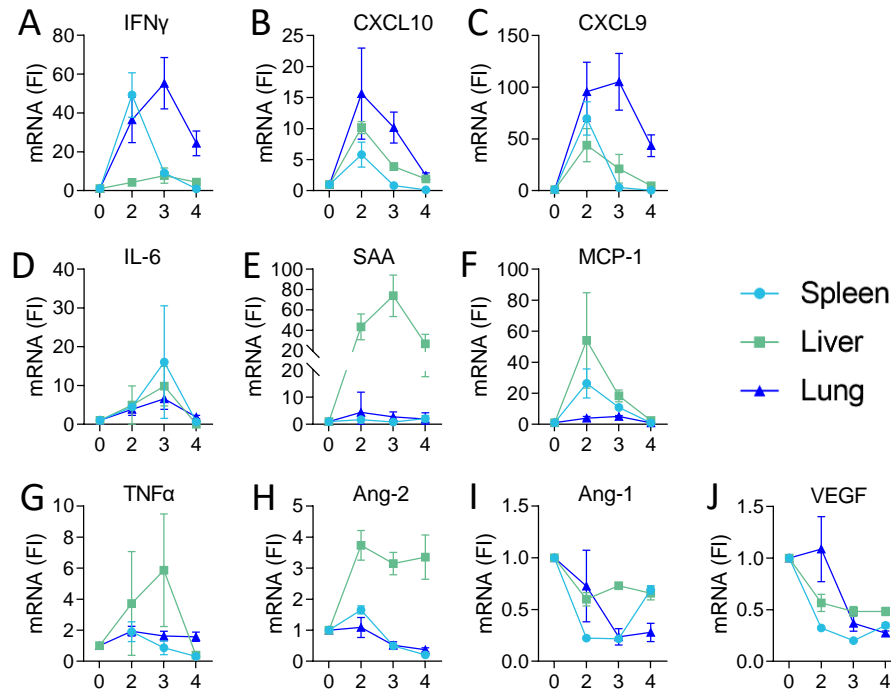 A IFNγ
mRNA (FI)
80
60
40
20
0
0 2 3 4
B CXCL10
mRNA (FI)
25
20
15
10
5
0
0 2 3 4
C CXCL9
mRNA (FI)
150
100
50
0
0 2 3 4
D IL-6
mRNA (FI)
40
30
20
10
0
0 2 3 4
E SAA
mRNA (FI)
100
80
60
40
20
20
10
0
0 2 3 4
F MCP-1
mRNA (FI)
100
80
60
40
20
0
0 2 3 4
Spleen
Liver
Lung
G TNFα
mRNA (FI)
10
8
6
4
2
0
0 2 3 4
H Ang-2
mRNA (FI)
5
4
3
2
1
0
0 2 3 4
I Ang-1
mRNA (FI)
1.5
1.0
0.5
0.0
0 2 3 4
J VEGF
mRNA (FI)
1.5
1.0
0.5
0.0
0 2 3 4